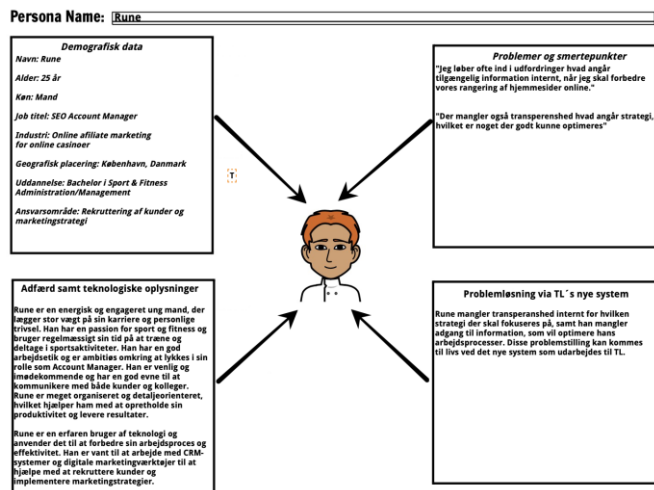 Persona Name: Rune
Demografisk data
Navn: Rune
Alder: 25 år
Køn: Mand
Job titel: SEO Account Manager
Industri: Online afiliate marketing
for online casinoer
Geografisk placering: København, Danmark
Uddannelse: Bachelor i Sport & Fitness
Administration/Management
Ansvarsområde: Rekruttering af kunder og
marketingstrategi
T
Problemer og smertepunkter
"Jeg løber ofte ind i udfordringer hvad angår
tilgængelig information internt, når jeg skal forbedre
vores rangering af hjemmesider online."
"Der mangler også transperenshed hvad angår strategi,
hvilket er noget der godt kunne optimeres"
Adfærd samt teknologiske oplysninger
Rune er en energisk og engageret ung mand, der
lægger stor vægt på sin karriere og personlige
trivsel. Han har en passion for sport og fitness og
bruger regelmæssigt sin tid på at træne og
deltage i sportsaktiviteter. Han har en god
arbejdsetik og er ambitiøs omkring at lykkes i sin
rolle som Account Manager. Han er venlig og
imødekommende og har en god evne til at
kommunikere med både kunder og kolleger.
Rune er meget organiseret og detaljeorienteret,
hvilket hjælper ham med at opretholde sin
produktivitet og levere resultater.
Rune er en erfaren bruger af teknologi og
anvender det til at forbedre sin arbejdsproces og
effektivitet. Han er vant til at arbejde med CRM-
systemer og digitale marketingværktøjer til at
hjælpe med at rekruttere kunder og
implementere marketingstrategier.
Problemløsning via TL´s nye system
Rune mangler transperanshed internt for hvilken
strategi der skal fokuseres på, samt han mangler
adgang til information, som vil optimere hans
arbejdsprocesser. Disse problemstilling kan kommes
til livs ved det nye system som udarbejdes til TL.